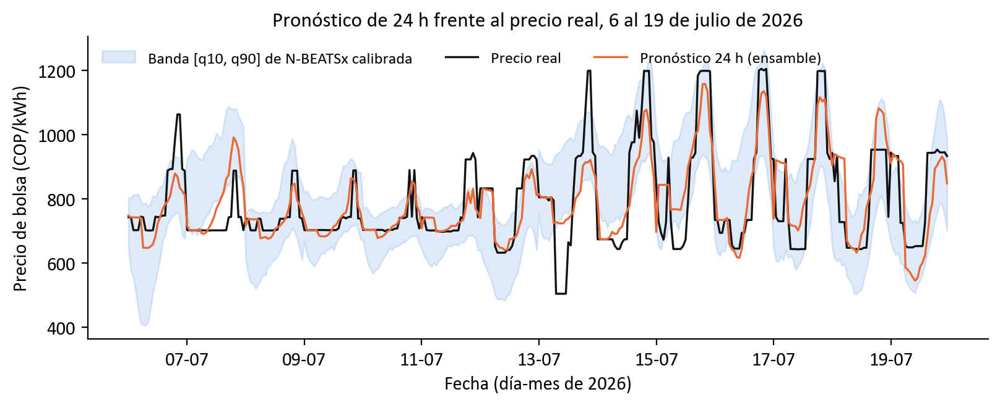 Pronóstico de 24 h frente al precio real, 6 al 19 de julio de 2026
Banda [q10, q90] de N-BEATSx calibrada
Precio real
Pronóstico 24 h (ensamble)
Precio de bolsa (COP/kWh)
1200
1000
800
600
400
07-07
09-07
11-07
13-07
15-07
17-07
19-07
Fecha (día-mes de 2026)